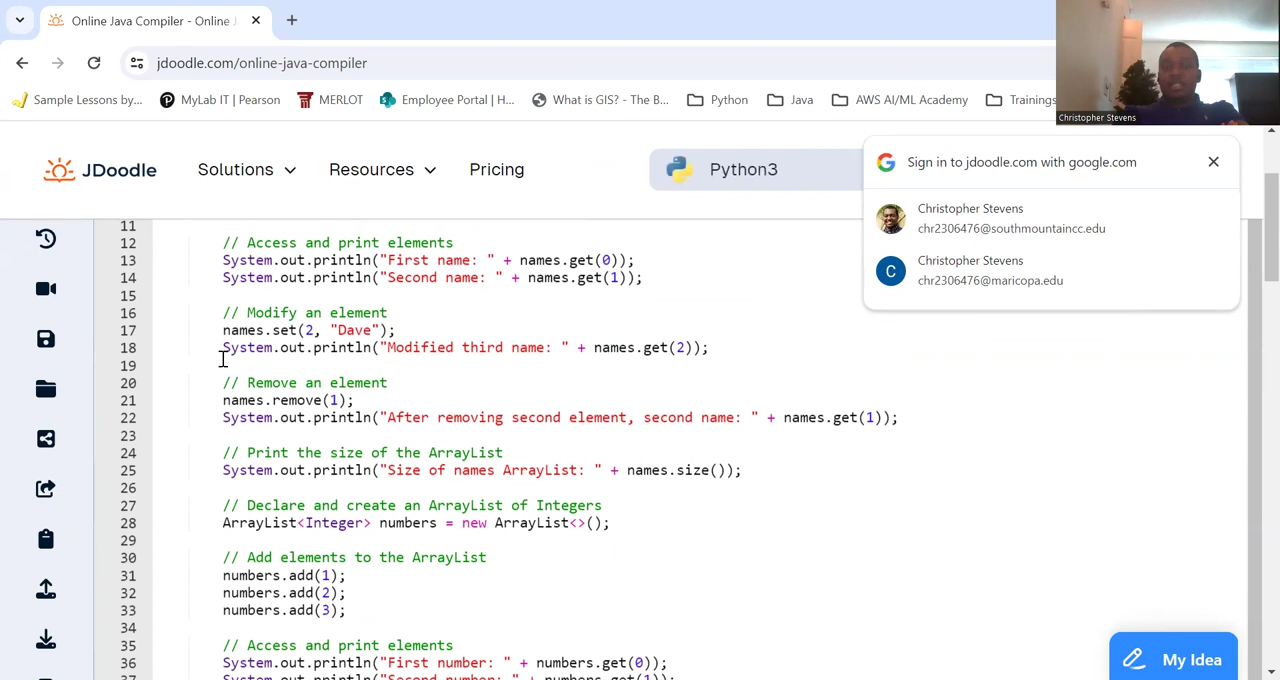 Online Java Compiler - Online J
jdoodle.com/online-java-compiler
Sample Lessons by...
MyLab IT | Pearson
MERLOT
Employee Portal | H...
What is GIS? - The B...
Python
Java
AWS AI/ML Academy
Trainings
Christopher Stevens
JDoodle
Solutions
Resources
Pricing
Python3
Sign in to jdoodle.com with google.com
Christopher Stevens
chr2306476@southmountaincc.edu
C
Christopher Stevens
chr2306476@maricopa.edu
11
12 // Access and print elements
13 System.out.println("First name: " + names.get(0));
14 System.out.println("Second name: " + names.get(1));
15
16 // Modify an element
17 names.set(2, "Dave");
18 System.out.println("Modified third name: " + names.get(2));
19
20 // Remove an element
21 names.remove(1);
22 System.out.println("After removing second element, second name: " + names.get(1));
23
24 // Print the size of the ArrayList
25 System.out.println("Size of names ArrayList: " + names.size());
26
27 // Declare and create an ArrayList of Integers
28 ArrayList<Integer> numbers = new ArrayList<>();
29
30 // Add elements to the ArrayList
31 numbers.add(1);
32 numbers.add(2);
33 numbers.add(3);
34
35 // Access and print elements
36 System.out.println("First number: " + numbers.get(0));
37 System.out.println("Second number: " + numbers.get(1));
My Idea